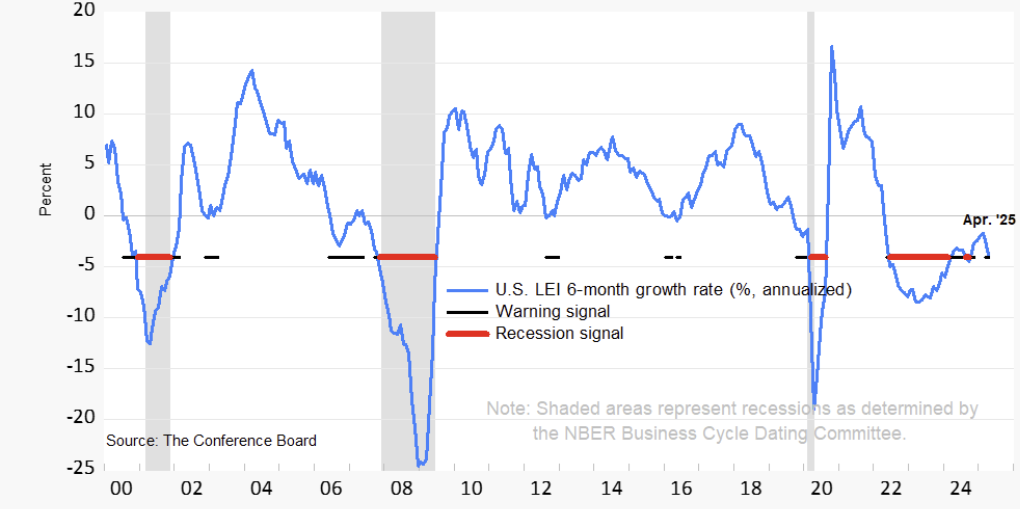 20
15
10
5
0
-5
-10
-15
-20
-25
Percent
Apr. '25
U.S. LEI 6-month growth rate (%, annualized)
Warning signal
Recession signal
Note: Shaded areas represent recessions as determined by
the NBER Business Cycle Dating Committee.
Source: The Conference Board
00 02 04 06 08 10 12 14 16 18 20 22 24